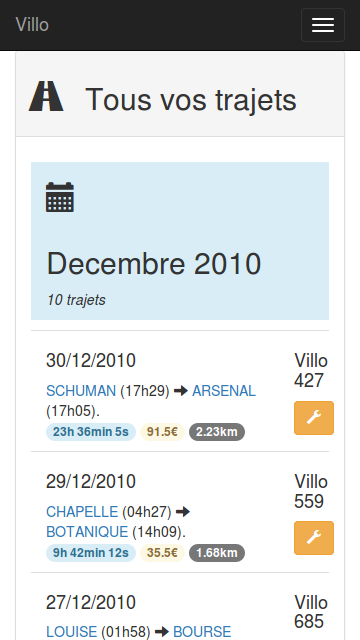 Villo
Tous vos trajets
Decembre 2010
10 trajets
30/12/2010
Villo 427
SCHUMAN (17h29) ➔ ARSENAL
(17h05).
23h 36min 5s 91.5€ 2.23km
29/12/2010
Villo 559
CHAPELLE (04h27) ➔
BOTANIQUE (14h09).
9h 42min 12s 35.5€ 1.68km
27/12/2010
Villo 685
LOUISE (01h58) ➔ BOURSE